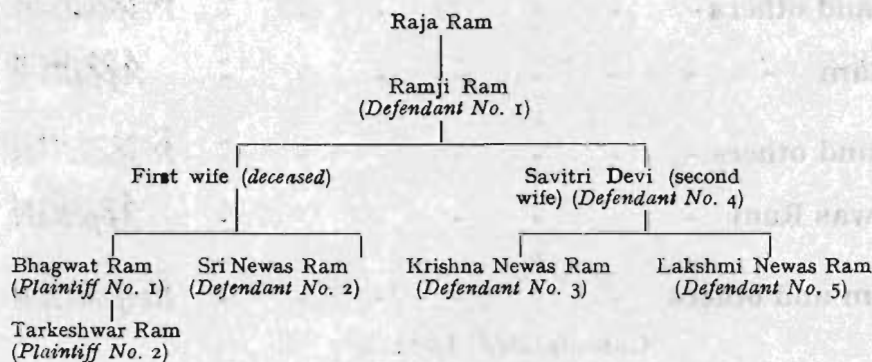 Raja Ram
Ramji Ram
(Defendant No. 1)
First wife (deceased)
Savitri Devi (second
wife) (Defendant No. 4)
Bhagwat Ram
(Plaintiff No. 1)
Sri Newas Ram
(Defendant No. 2)
Krishna Newas Ram
(Defendant No. 3)
Lakshmi Newas Ram
(Defendant No. 5)
Tarkeshwar Ram
(Plaintiff No. 2)